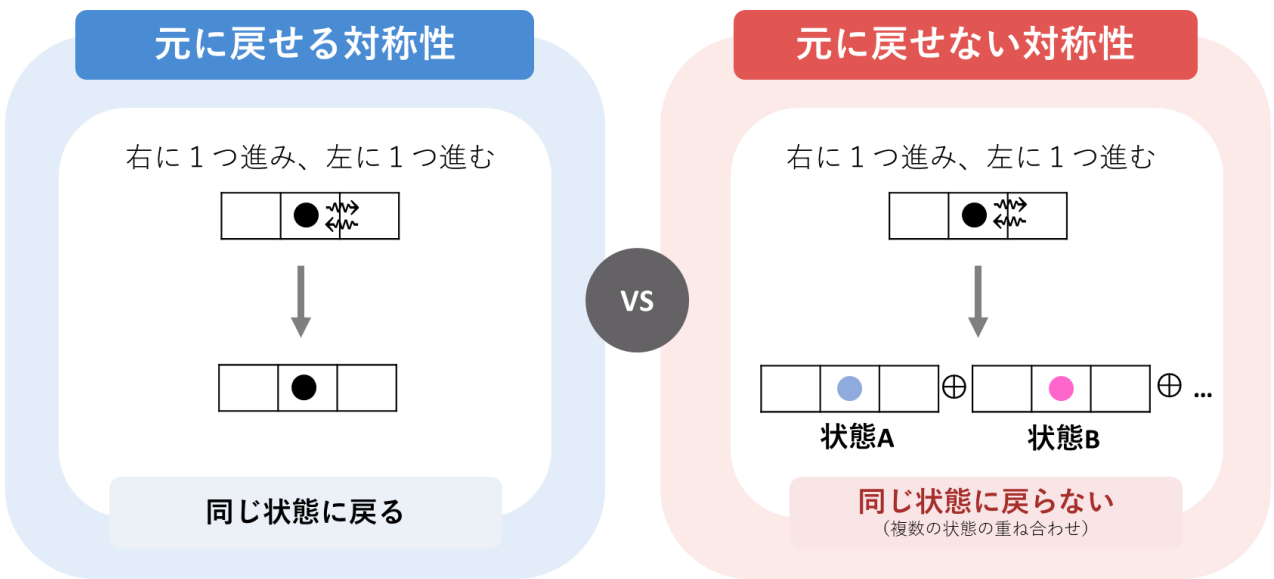 元に戻せる対称性
右に１つ進み、左に１つ進む
同じ状態に戻る
VS
元に戻せない対称性
右に１つ進み、左に１つ進む
⊕
⊕ ...
状態A
状態B
同じ状態に戻らない
（複数の状態の重ね合わせ）